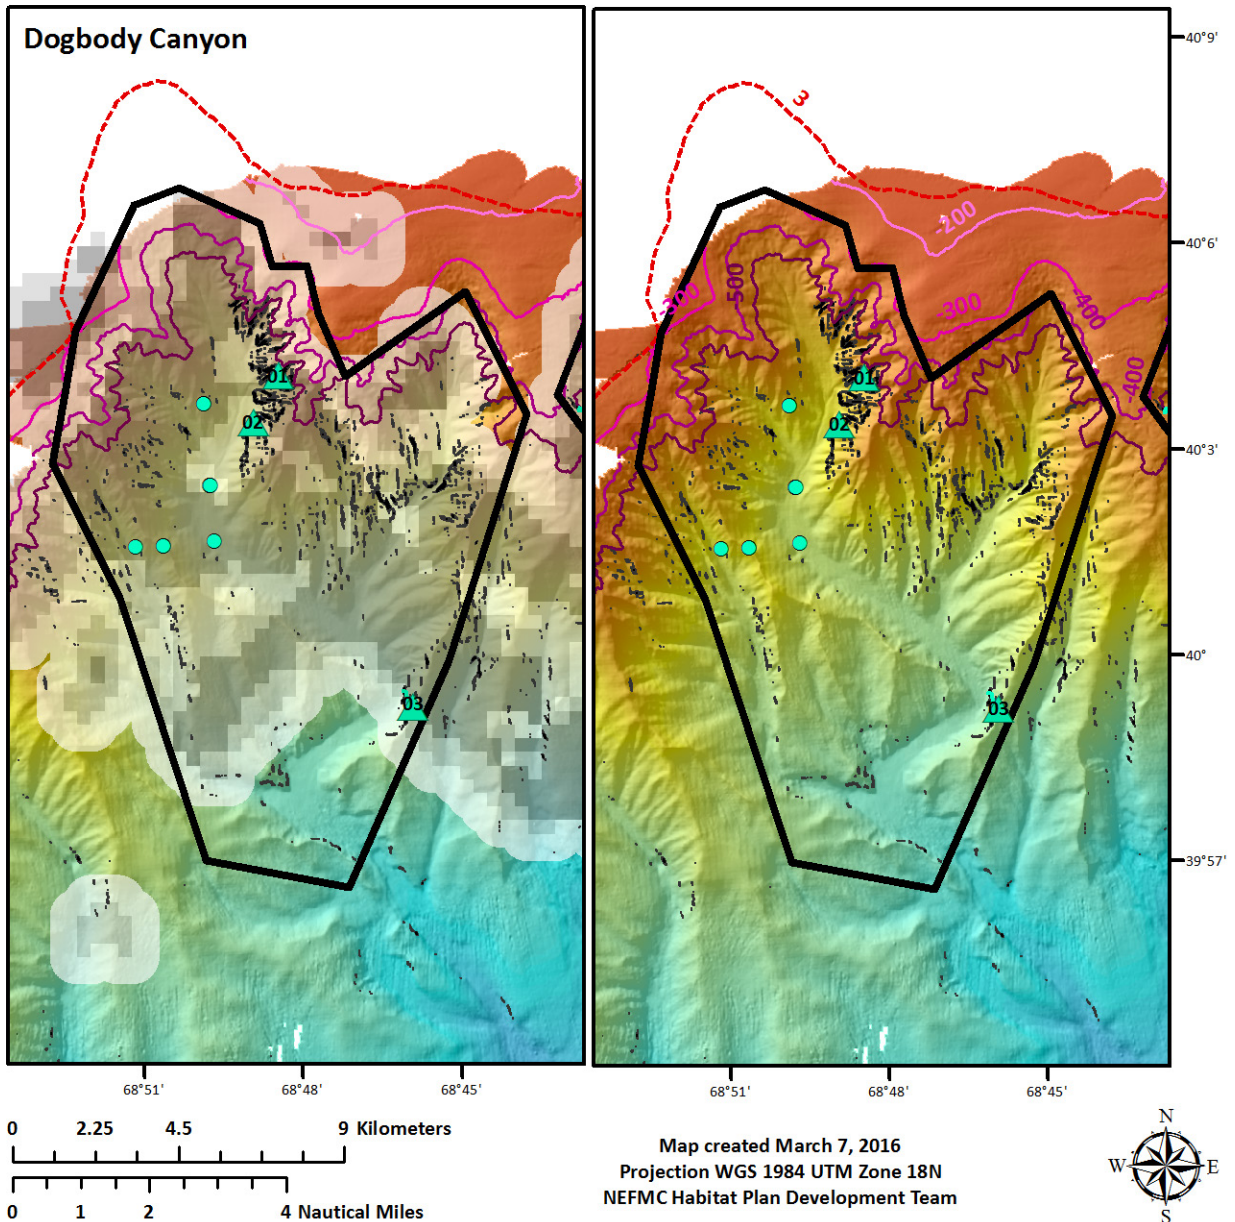 Dogbody Canyon
01
02
03
3
-200
-300
500
-300
-400
-400
01
02
03
40°9'
40°6'
40°3'
40°
39°57'
68°51'
68°48'
68°45'
68°51'
68°48'
68°45'
0 2.25 4.5 9 Kilometers
0 1 2 4 Nautical Miles
Map created March 7, 2016
Projection WGS 1984 UTM Zone 18N
NEFMC Habitat Plan Development Team
N
W E
S